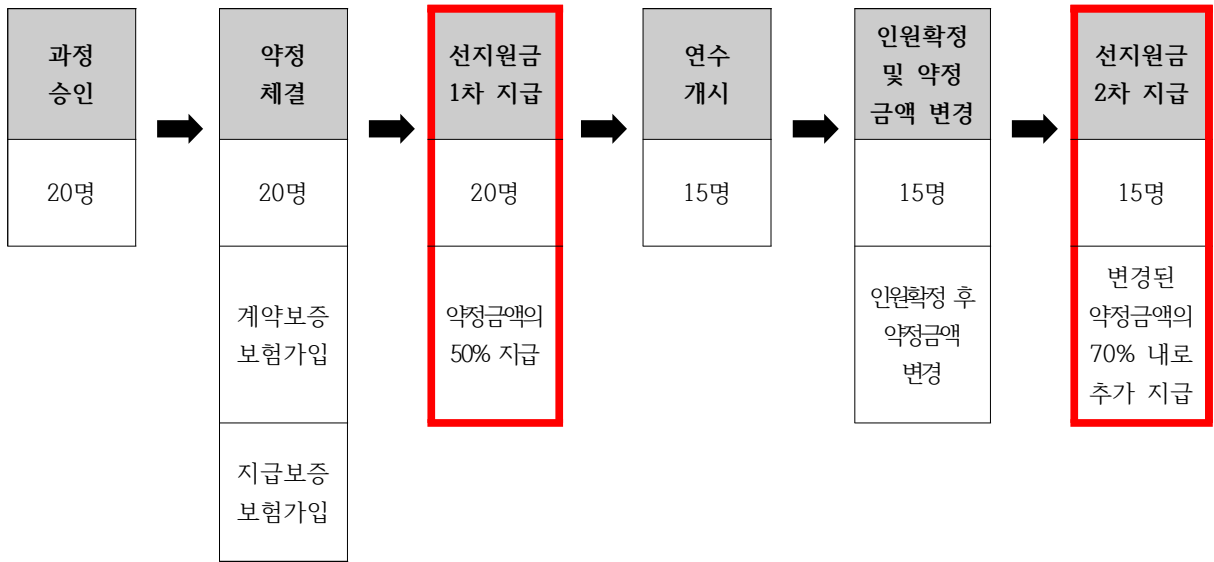 과정
승인
20명
약정
체결
20명
계약보증
보험가입
지급보증
보험가입
선지원금
1차 지급
20명
약정금액의
50% 지급
연수
개시
15명
인원확정
및 약정
금액 변경
15명
인원확정 후
약정금액
변경
선지원금
2차 지급
15명
변경된
약정금액의
70% 내로
추가 지급